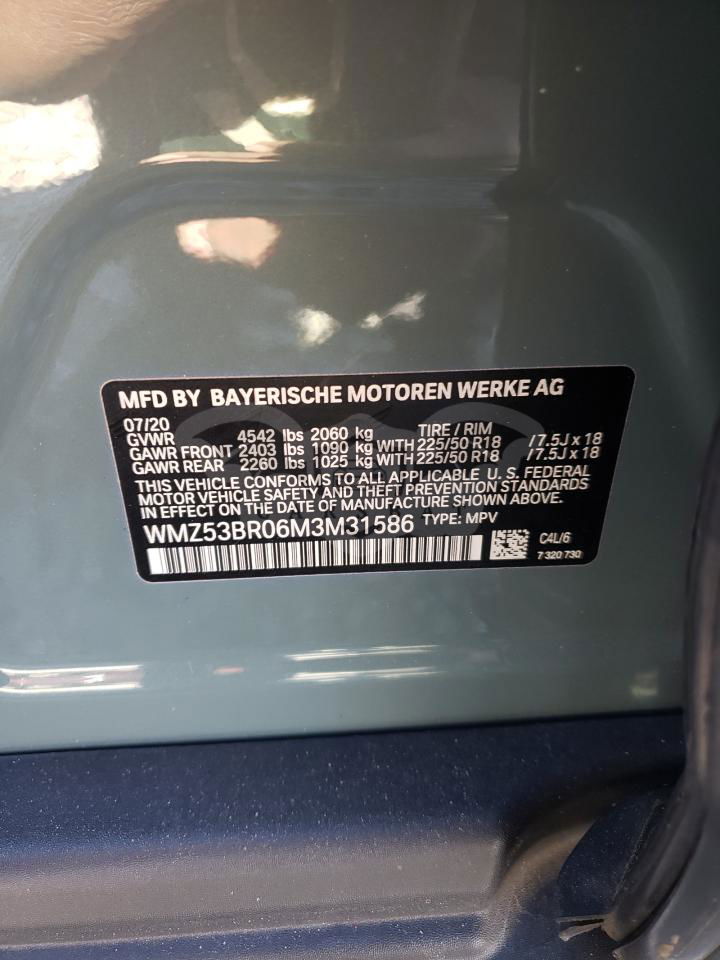 MFD BY BAYERISCHE MOTOREN WERKE AG
07/20 TIRE / RIM
GVWR 4542 lbs 2060 kg
GAWR FRONT 2403 lbs 1090 kg WITH 225/50 R18 / 7.5J x 18
GAWR REAR 2260 lbs 1025 kg WITH 225/50 R18 / 7.5J x 18
THIS VEHICLE CONFORMS TO ALL APPLICABLE U. S. FEDERAL
MOTOR VEHICLE SAFETY AND THEFT PREVENTION STANDARDS
IN EFFECT ON THE DATE OF MANUFACTURE SHOWN ABOVE.
WMZ53BR06M3M31586 TYPE: MPV
C4L/6
7 320 730